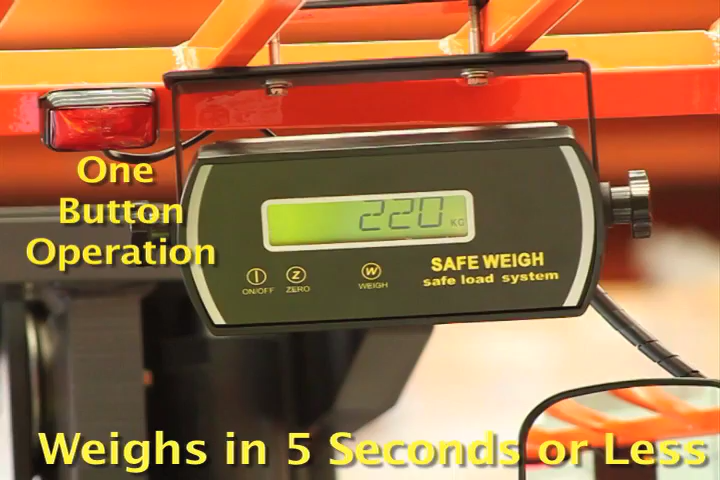 One
Button
Operation
220 KG
ON/OFF
ZERO
WEIGH
SAFE WEIGH
safe load system
Z
W
Weighs in 5 Seconds or Less